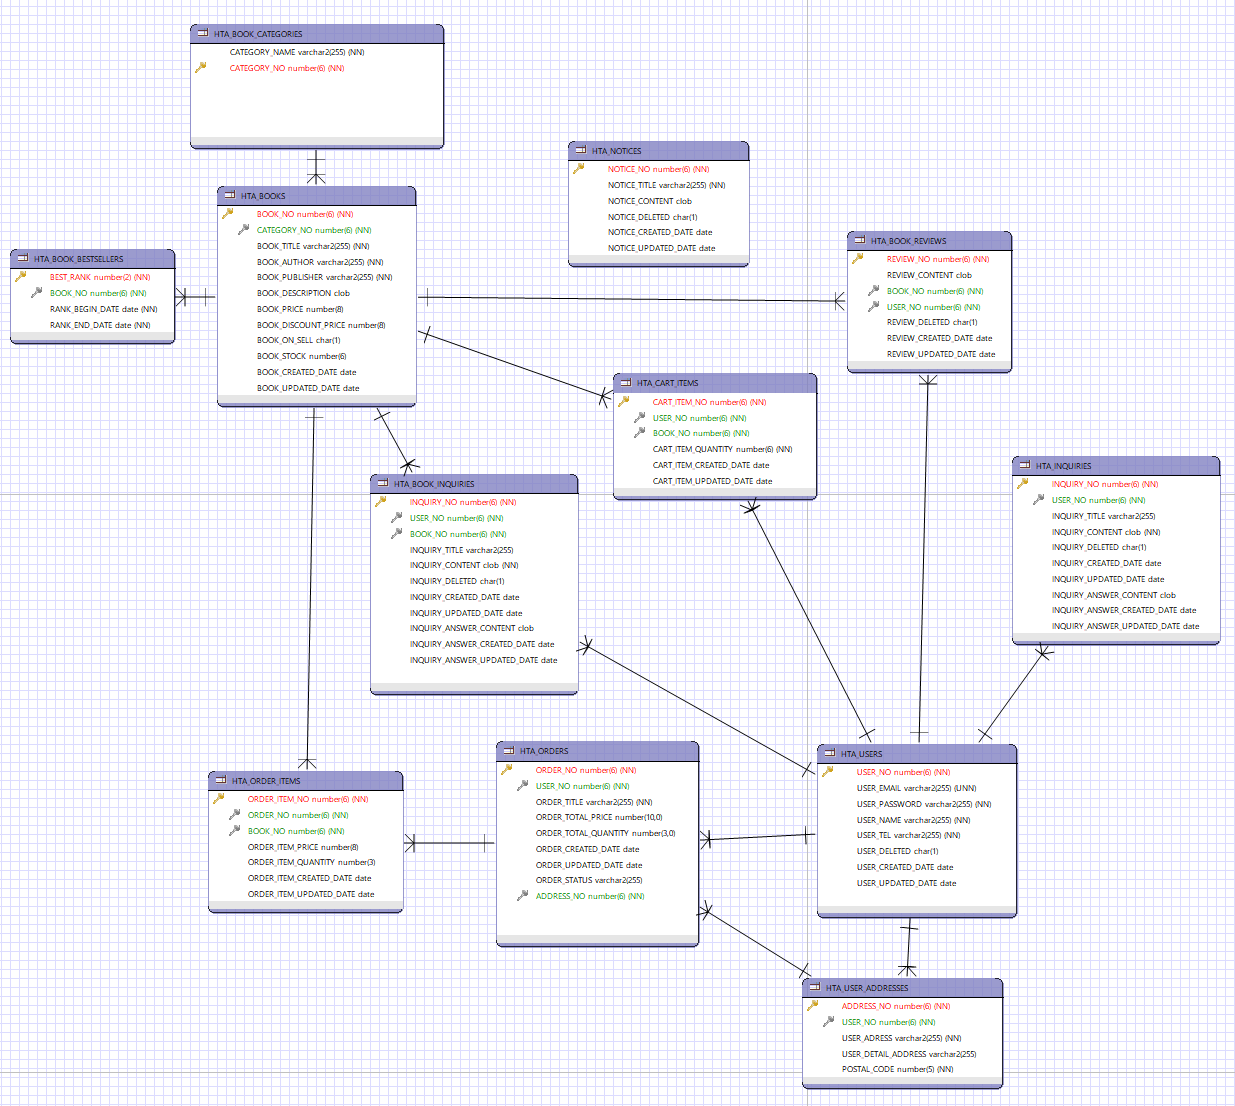 HTA_BOOK_CATEGORIES
CATEGORY_NAME varchar2(255) (NN)
CATEGORY_NO number(6) (NN)
HTA_NOTICES
NOTICE_NO number(6) (NN)
NOTICE_TITLE varchar2(255) (NN)
NOTICE_CONTENT clob
NOTICE_DELETED char(1)
NOTICE_CREATED_DATE date
NOTICE_UPDATED_DATE date
HTA_BOOKS
BOOK_NO number(6) (NN)
CATEGORY_NO number(6) (NN)
BOOK_TITLE varchar2(255) (NN)
BOOK_AUTHOR varchar2(255) (NN)
BOOK_PUBLISHER varchar2(255) (NN)
BOOK_DESCRIPTION clob
BOOK_PRICE number(8)
BOOK_DISCOUNT_PRICE number(8)
BOOK_ON_SELL char(1)
BOOK_STOCK number(6)
BOOK_CREATED_DATE date
BOOK_UPDATED_DATE date
HTA_BOOK_REVIEWS
REVIEW_NO number(6) (NN)
REVIEW_CONTENT clob
BOOK_NO number(6) (NN)
USER_NO number(6) (NN)
REVIEW_DELETED char(1)
REVIEW_CREATED_DATE date
REVIEW_UPDATED_DATE date
HTA_BOOK_BESTSELLERS
BEST_RANK number(2) (NN)
BOOK_NO number(6) (NN)
RANK_BEGIN_DATE date (NN)
RANK_END_DATE date (NN)
HTA_CART_ITEMS
CART_ITEM_NO number(6) (NN)
USER_NO number(6) (NN)
BOOK_NO number(6) (NN)
CART_ITEM_QUANTITY number(6) (NN)
CART_ITEM_CREATED_DATE date
CART_ITEM_UPDATED_DATE date
HTA_INQUIRIES
INQUIRY_NO number(6) (NN)
USER_NO number(6) (NN)
INQUIRY_TITLE varchar2(255)
INQUIRY_CONTENT clob (NN)
INQUIRY_DELETED char(1)
INQUIRY_CREATED_DATE date
INQUIRY_UPDATED_DATE date
INQUIRY_ANSWER_CONTENT clob
INQUIRY_ANSWER_CREATED_DATE date
INQUIRY_ANSWER_UPDATED_DATE date
HTA_BOOK_INQUIRIES
INQUIRY_NO number(6) (NN)
USER_NO number(6) (NN)
BOOK_NO number(6) (NN)
INQUIRY_TITLE varchar2(255)
INQUIRY_CONTENT clob (NN)
INQUIRY_DELETED char(1)
INQUIRY_CREATED_DATE date
INQUIRY_UPDATED_DATE date
INQUIRY_ANSWER_CONTENT clob
INQUIRY_ANSWER_CREATED_DATE date
INQUIRY_ANSWER_UPDATED_DATE date
HTA_ORDERS
ORDER_NO number(6) (NN)
USER_NO number(6) (NN)
ORDER_TITLE varchar2(255) (NN)
ORDER_TOTAL_PRICE number(10,0)
ORDER_TOTAL_QUANTITY number(3,0)
ORDER_CREATED_DATE date
ORDER_UPDATED_DATE date
ORDER_STATUS varchar2(255)
ADDRESS_NO number(6) (NN)
HTA_USERS
USER_NO number(6) (NN)
USER_EMAIL varchar2(255) (UNN)
USER_PASSWORD varchar2(255) (NN)
USER_NAME varchar2(255) (NN)
USER_TEL varchar2(255) (NN)
USER_DELETED char(1)
USER_CREATED_DATE date
USER_UPDATED_DATE date
HTA_ORDER_ITEMS
ORDER_ITEM_NO number(6) (NN)
ORDER_NO number(6) (NN)
BOOK_NO number(6) (NN)
ORDER_ITEM_PRICE number(8)
ORDER_ITEM_QUANTITY number(3)
ORDER_ITEM_CREATED_DATE date
ORDER_ITEM_UPDATED_DATE date
HTA_USER_ADDRESSES
ADDRESS_NO number(6) (NN)
USER_NO number(6) (NN)
USER_ADRESS varchar2(255) (NN)
USER_DETAIL_ADDRESS varchar2(255)
POSTAL_CODE number(5) (NN)